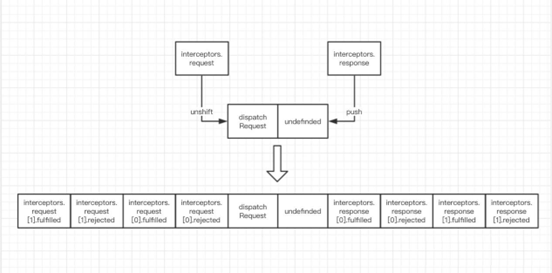 interceptors.
request
interceptors.
response
unshift
push
dispatch
Request
undefinded
interceptors.
request
[1].fulfilled
interceptors.
request
[1].rejected
interceptors.
request
[0].fulfilled
interceptors.
request
[0].rejected
dispatch
Request
undefinded
interceptors.
response
[0].fulfilled
interceptors.
response
[0].rejected
interceptors.
response
[1].fulfilled
interceptors.
response
[1].rejected